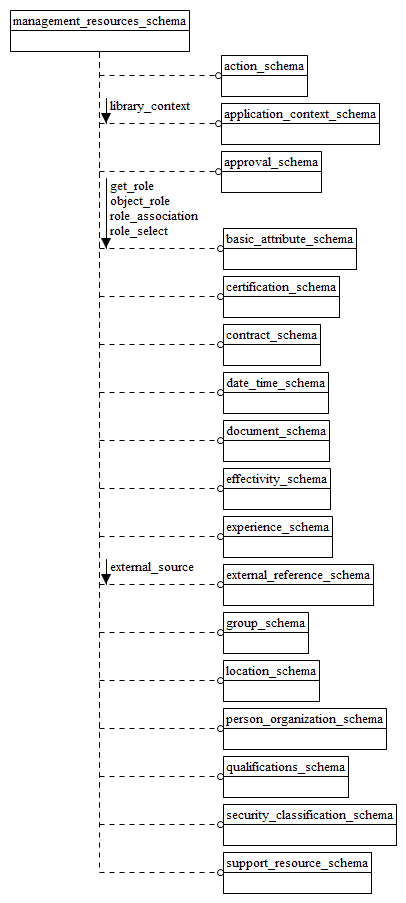 management_resources_schema
action_schema
library_context
application_context_schema
approval_schema
get_role
object_role
role_association
role_select
basic_attribute_schema
certification_schema
contract_schema
date_time_schema
document_schema
effectivity_schema
experience_schema
external_source
external_reference_schema
group_schema
location_schema
person_organization_schema
qualifications_schema
security_classification_schema
support_resource_schema